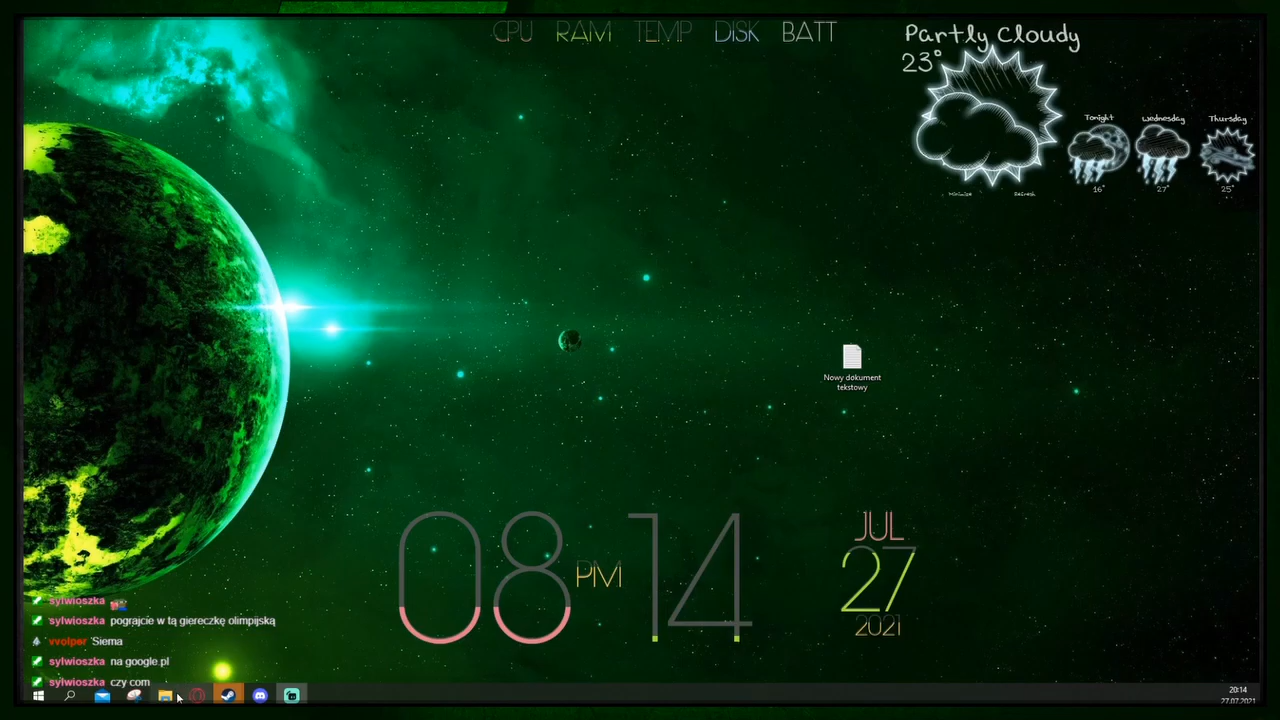 CPU RAM TEMP DISK BATT
Partly Cloudy
23°
Tonight Wednesday Thursday
16° 27° 25°
Minimize Refresh
Nowy dokument
tekstowy
08 PM 14
JUL
27
2021
sylwioszka
sylwioszka pograjcie w tą giereczkę olimpijską
vvolper 'Siema
sylwioszka na google.pl
sylwioszka czy com
20:14
27.07.2021